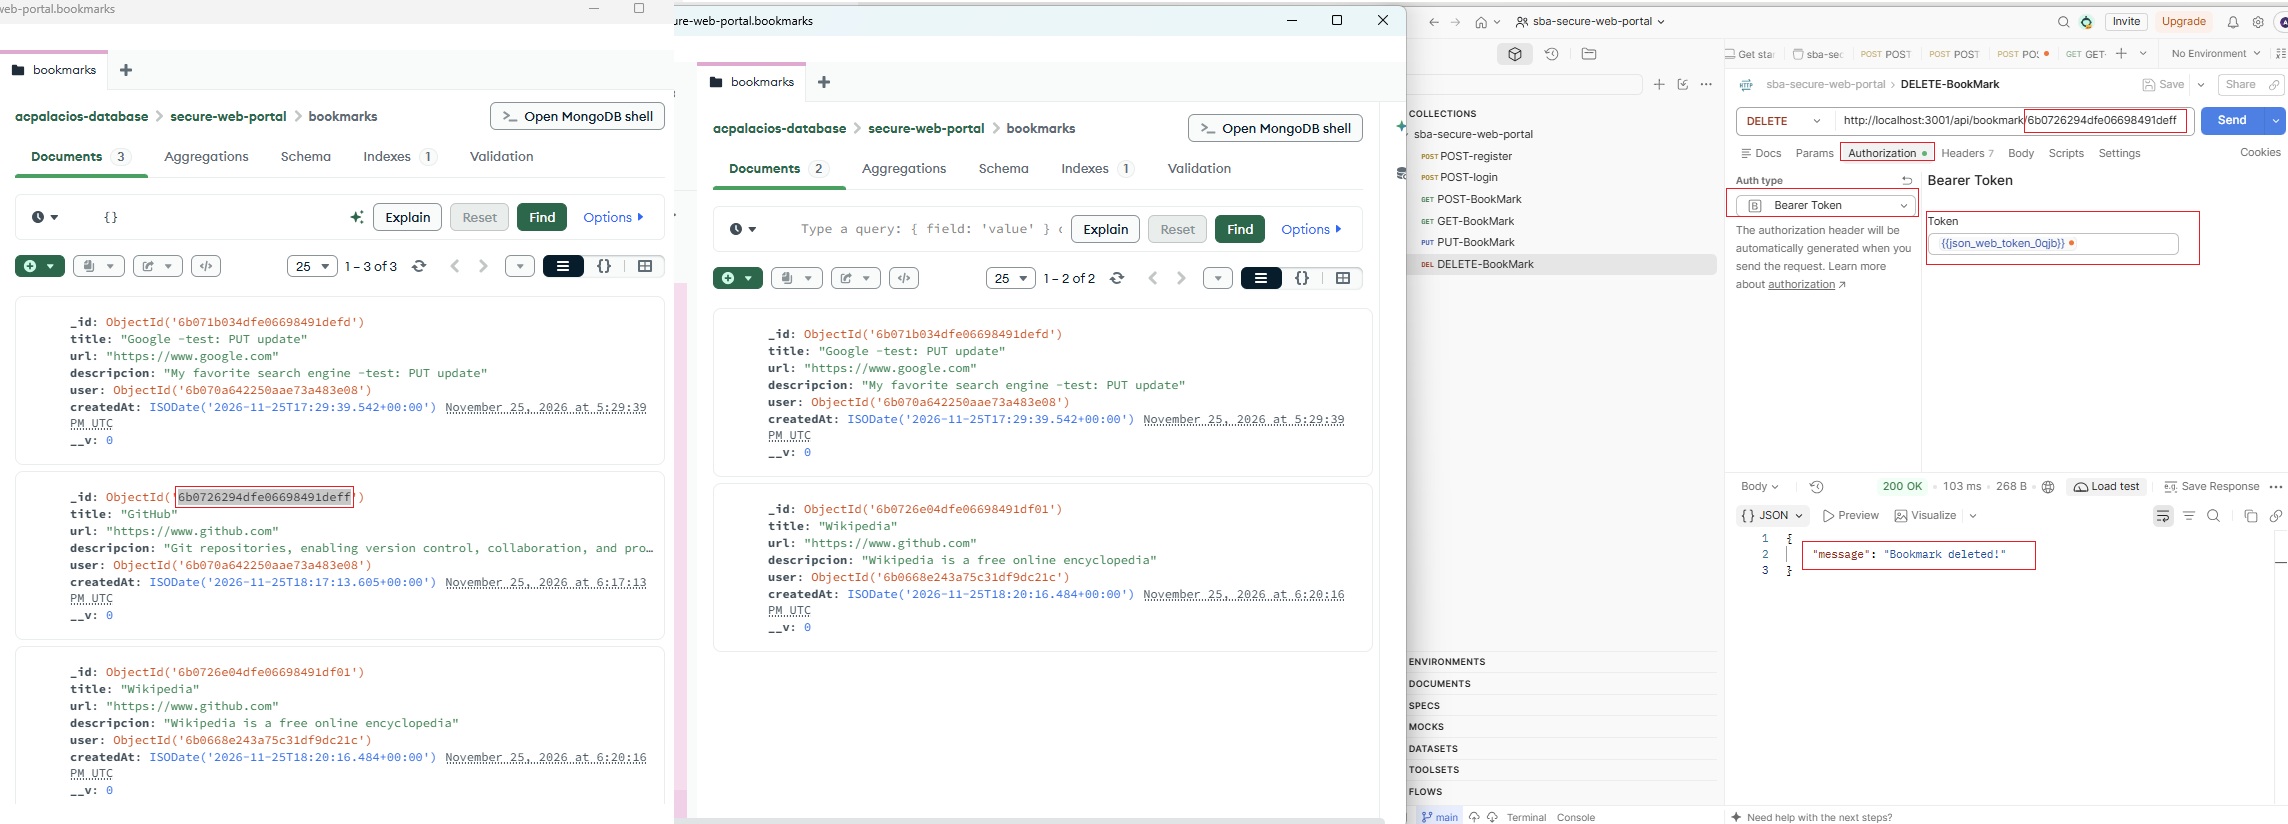 web-portal.bookmarks
bookmarks
acpalacios-database
secure-web-portal
bookmarks
Open MongoDB shell
Documents 3
Aggregations
Schema
Indexes 1
Validation
{}
Explain
Reset
Find
Options
25
1 – 3 of 3
_id: ObjectId('6b071b034dfe06698491defd')
title: "Google -test: PUT update"
url: "https://www.google.com"
descripcion: "My favorite search engine -test: PUT update"
user: ObjectId('6b070a642250aae73a483e08')
createdAt: ISODate('2026-11-25T17:29:39.542+00:00') November 25, 2026 at 5:29:39
PM UTC
__v: 0
_id: ObjectId('6b0726294dfe06698491deff')
title: "GitHub"
url: "https://www.github.com"
descripcion: "Git repositories, enabling version control, collaboration, and pro…
user: ObjectId('6b070a642250aae73a483e08')
createdAt: ISODate('2026-11-25T18:17:13.605+00:00') November 25, 2026 at 6:17:13
PM UTC
__v: 0
_id: ObjectId('6b0726e04dfe06698491df01')
title: "Wikipedia"
url: "https://www.github.com"
descripcion: "Wikipedia is a free online encyclopedia"
user: ObjectId('6b0668e243a75c31df9dc21c')
createdAt: ISODate('2026-11-25T18:20:16.484+00:00') November 25, 2026 at 6:20:16
PM UTC
__v: 0
ure-web-portal.bookmarks
bookmarks
acpalacios-database
secure-web-portal
bookmarks
Open MongoDB shell
Documents 2
Aggregations
Schema
Indexes 1
Validation
Type a query: { field: 'value' }
Explain
Reset
Find
Options
25
1 – 2 of 2
_id: ObjectId('6b071b034dfe06698491defd')
title: "Google -test: PUT update"
url: "https://www.google.com"
descripcion: "My favorite search engine -test: PUT update"
user: ObjectId('6b070a642250aae73a483e08')
createdAt: ISODate('2026-11-25T17:29:39.542+00:00') November 25, 2026 at 5:29:39
PM UTC
__v: 0
_id: ObjectId('6b0726e04dfe06698491df01')
title: "Wikipedia"
url: "https://www.github.com"
descripcion: "Wikipedia is a free online encyclopedia"
user: ObjectId('6b0668e243a75c31df9dc21c')
createdAt: ISODate('2026-11-25T18:20:16.484+00:00') November 25, 2026 at 6:20:16
PM UTC
__v: 0
sba-secure-web-portal
Invite
Upgrade
COLLECTIONS
sba-secure-web-portal
POST POST-register
POST POST-login
GET POST-BookMark
GET GET-BookMark
PUT PUT-BookMark
DEL DELETE-BookMark
ENVIRONMENTS
DOCUMENTS
SPECS
MOCKS
DATASETS
TOOLSETS
FLOWS
main
Terminal
Console
Get sta
sba-sec
POST POST
POST POST
POST PO
GET GET-
No Environment
HTTP
sba-secure-web-portal > DELETE-BookMark
Save
Share
DELETE
http://localhost:3001/api/bookmark/6b0726294dfe06698491deff
Send
Docs
Params
Authorization
Headers 7
Body
Scripts
Settings
Cookies
Auth type
Bearer Token
The authorization header will be
automatically generated when you
send the request. Learn more
about authorization
Bearer Token
Token
{{json_web_token_0qjb}}
Body
200 OK
103 ms
268 B
Load test
e.g. Save Response
{} JSON
Preview
Visualize
1 {
2 "message": "Bookmark deleted!"
3 }
Need help with the next steps?